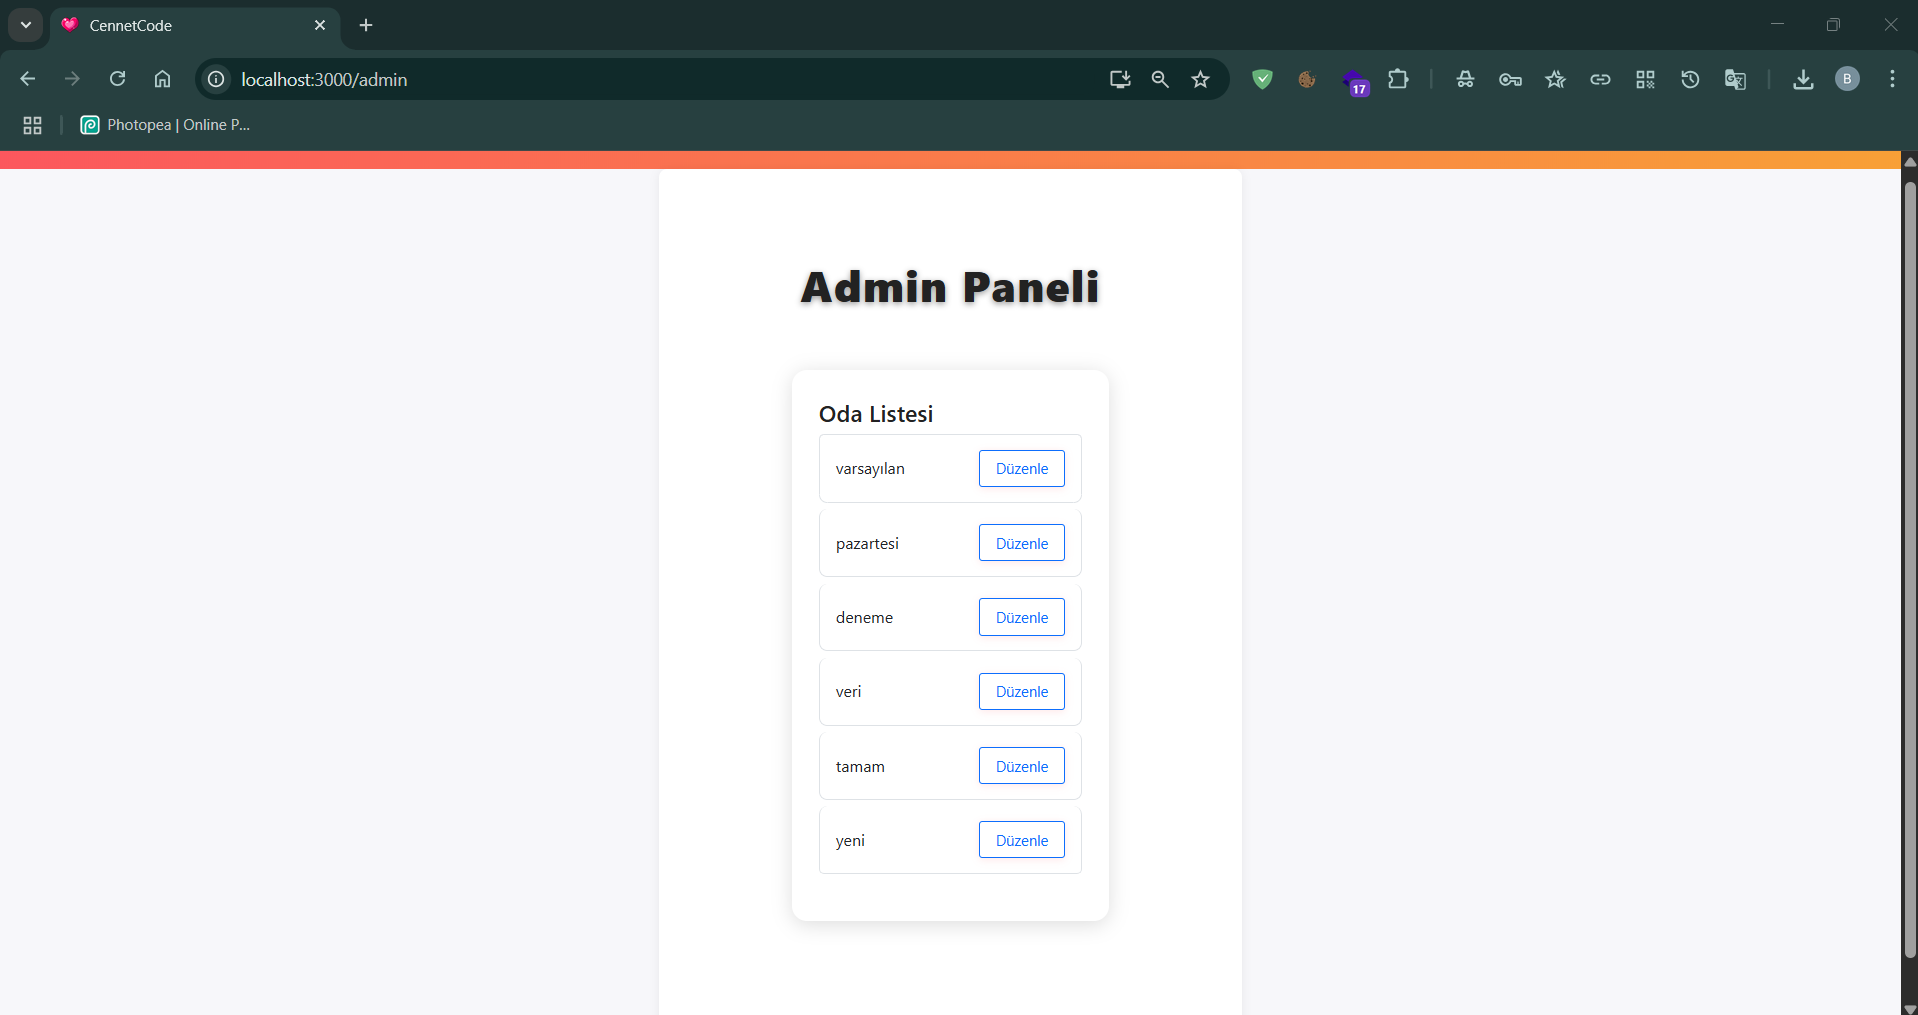 CennetCode
localhost:3000/admin
17
B
Photopea | Online P...
Admin Paneli
Oda Listesi
varsayılan Düzenle
pazartesi Düzenle
deneme Düzenle
veri Düzenle
tamam Düzenle
yeni Düzenle